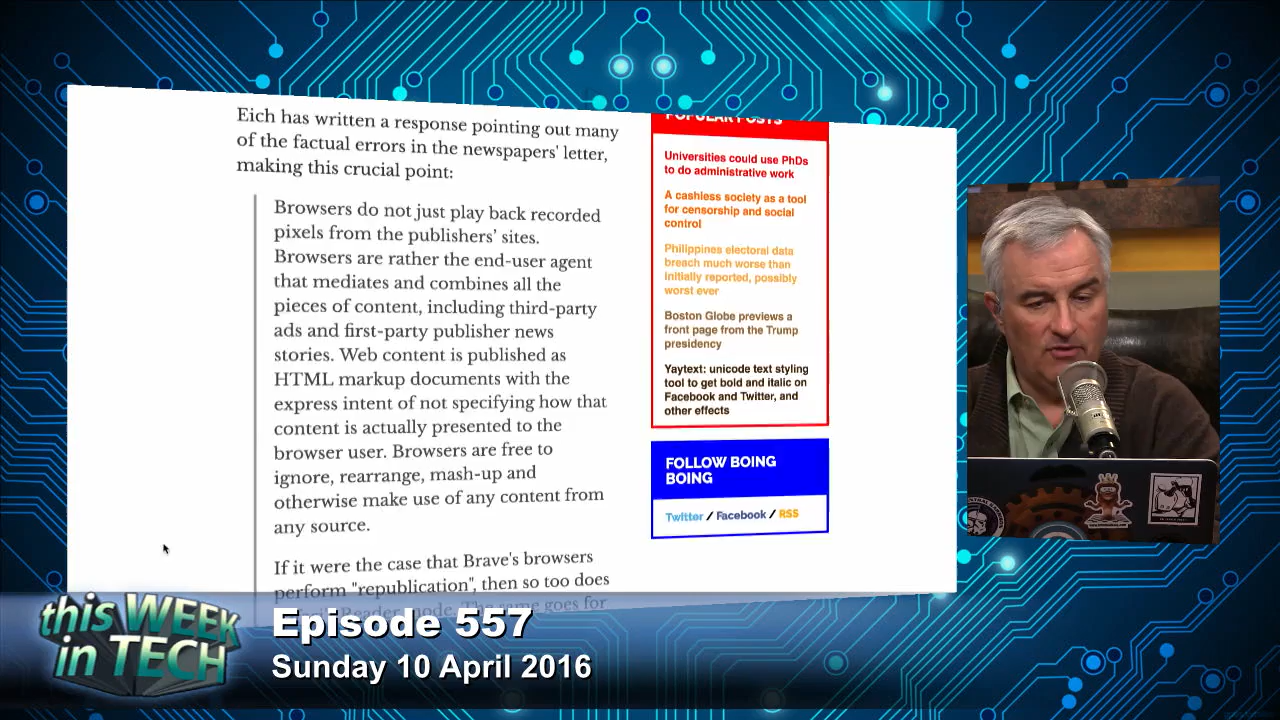 Eich has written a response pointing out many
of the factual errors in the newspapers' letter,
making this crucial point:
Browsers do not just play back recorded
pixels from the publishers' sites.
Browsers are rather the end-user agent
that mediates and combines all the
pieces of content, including third-party
ads and first-party publisher news
stories. Web content is published as
HTML markup documents with the
express intent of not specifying how that
content is actually presented to the
browser user. Browsers are free to
ignore, rearrange, mash-up and
otherwise make use of any content from
any source.
If it were the case that Brave's browsers
perform "republication", then so too does
Reader mode. The same goes for
POPULAR POSTS
Universities could use PhDs
to do administrative work
A cashless society as a tool
for censorship and social
control
Philippines electoral data
breach much worse than
initially reported, possibly
worst ever
Boston Globe previews a
front page from the Trump
presidency
Yaytext: unicode text styling
tool to get bold and italic on
Facebook and Twitter, and
other effects
FOLLOW BOING
BOING
Twitter / Facebook / RSS
this WEEK
in TECH
Episode 557
Sunday 10 April 2016